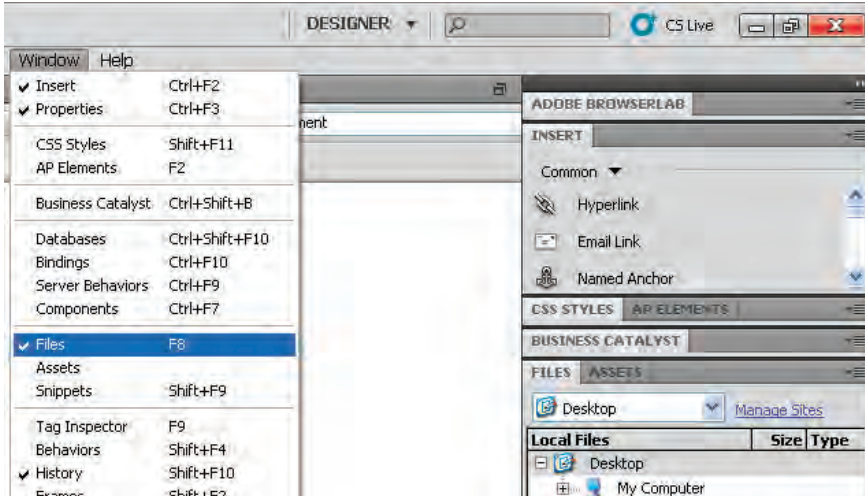 DESIGNER
CS Live
Window Help
Insert Ctrl+F2
Properties Ctrl+F3
CSS Styles Shift+F11
AP Elements F2
Business Catalyst Ctrl+Shift+B
Databases Ctrl+Shift+F10
Bindings Ctrl+F10
Server Behaviors Ctrl+F9
Components Ctrl+F7
Files F8
Assets
Snippets Shift+F9
Tag Inspector F9
Behaviors Shift+F4
History Shift+F10
Frames Shift+F2
ment
ADOBE BROWSERLAB
INSERT
Common
Hyperlink
Email Link
Named Anchor
CSS STYLES AP ELEMENTS
BUSINESS CATALYST
FILES ASSETS
Desktop Manage Sites
Local Files Size Type
Desktop
My Computer